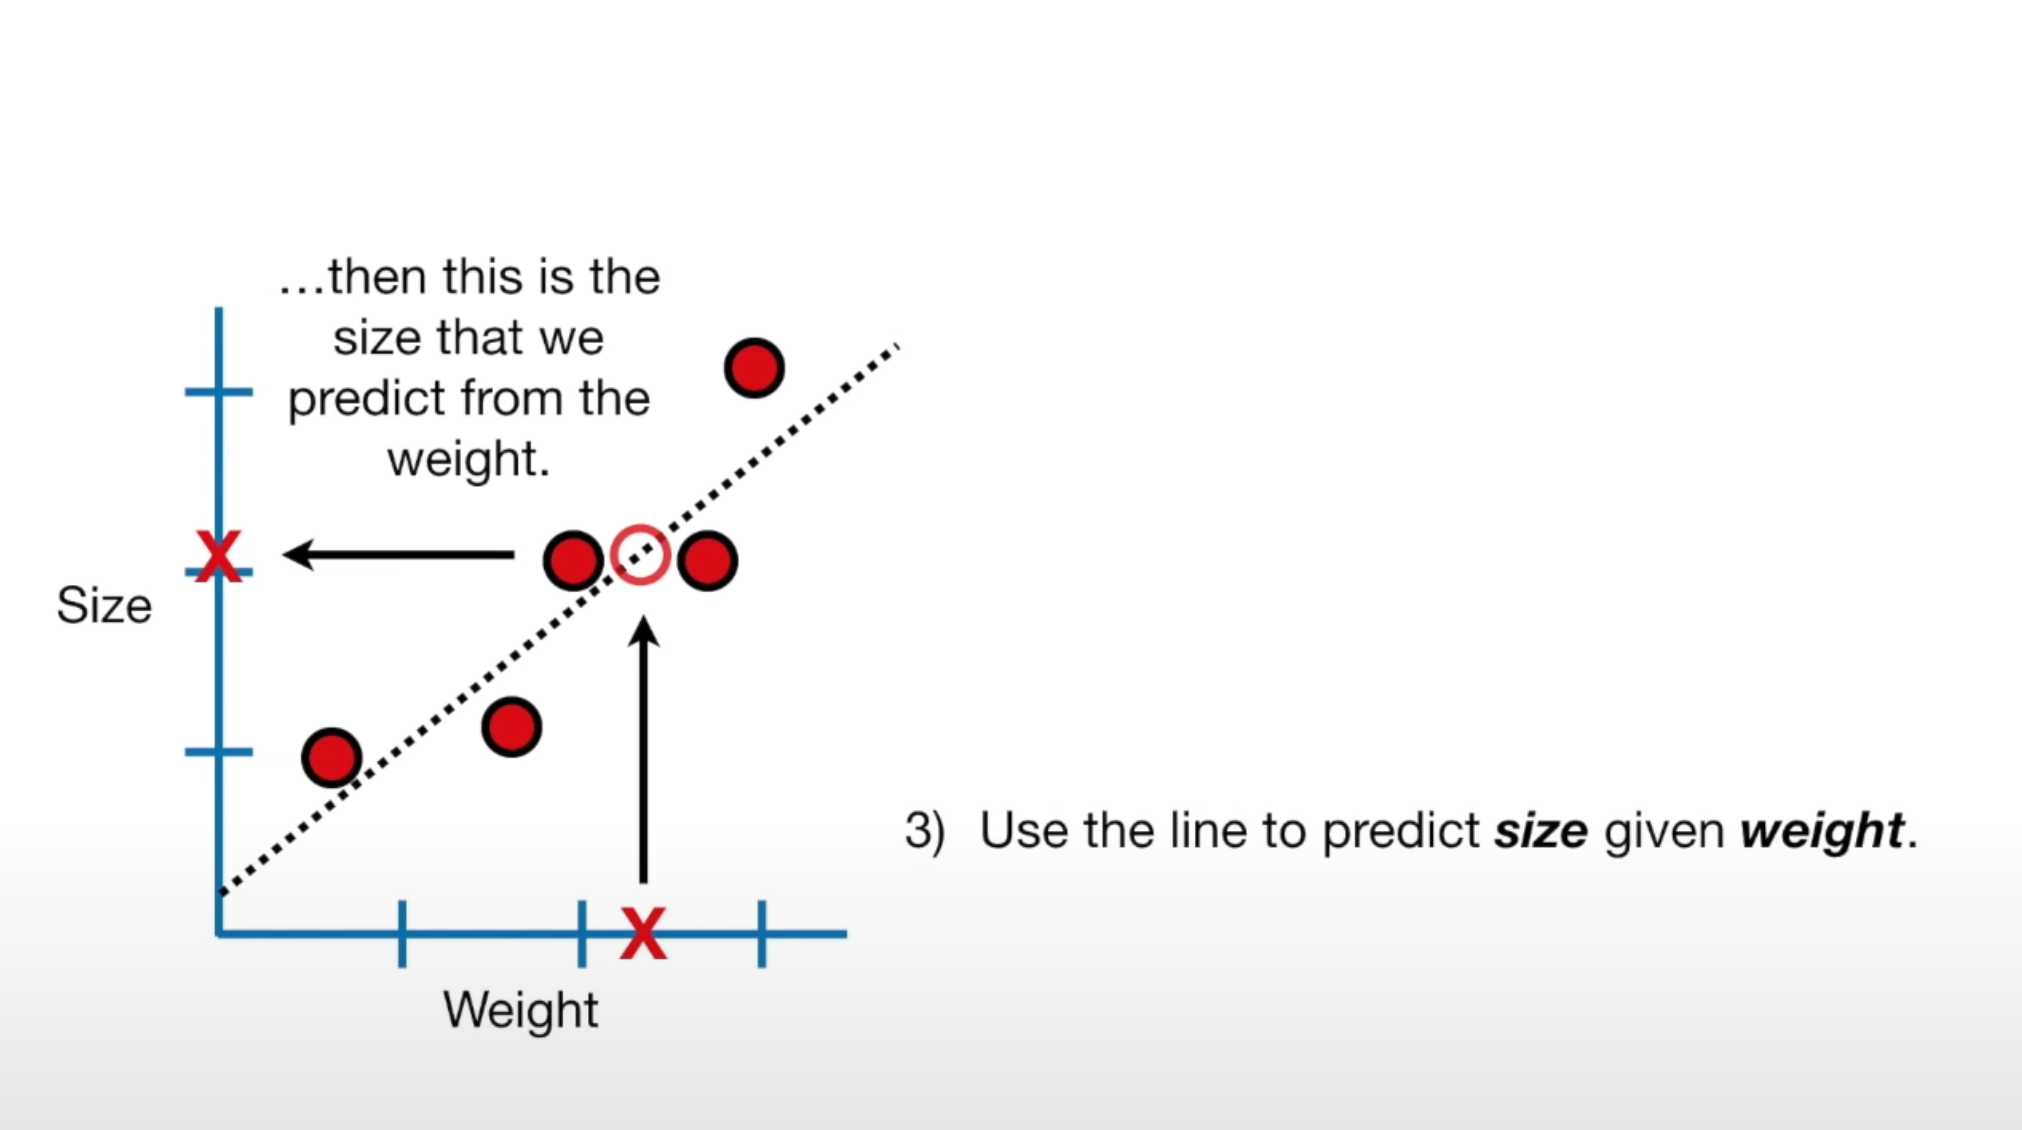 …then this is the
size that we
predict from the
weight.
X
Size
3) Use the line to predict size given weight.
X
Weight